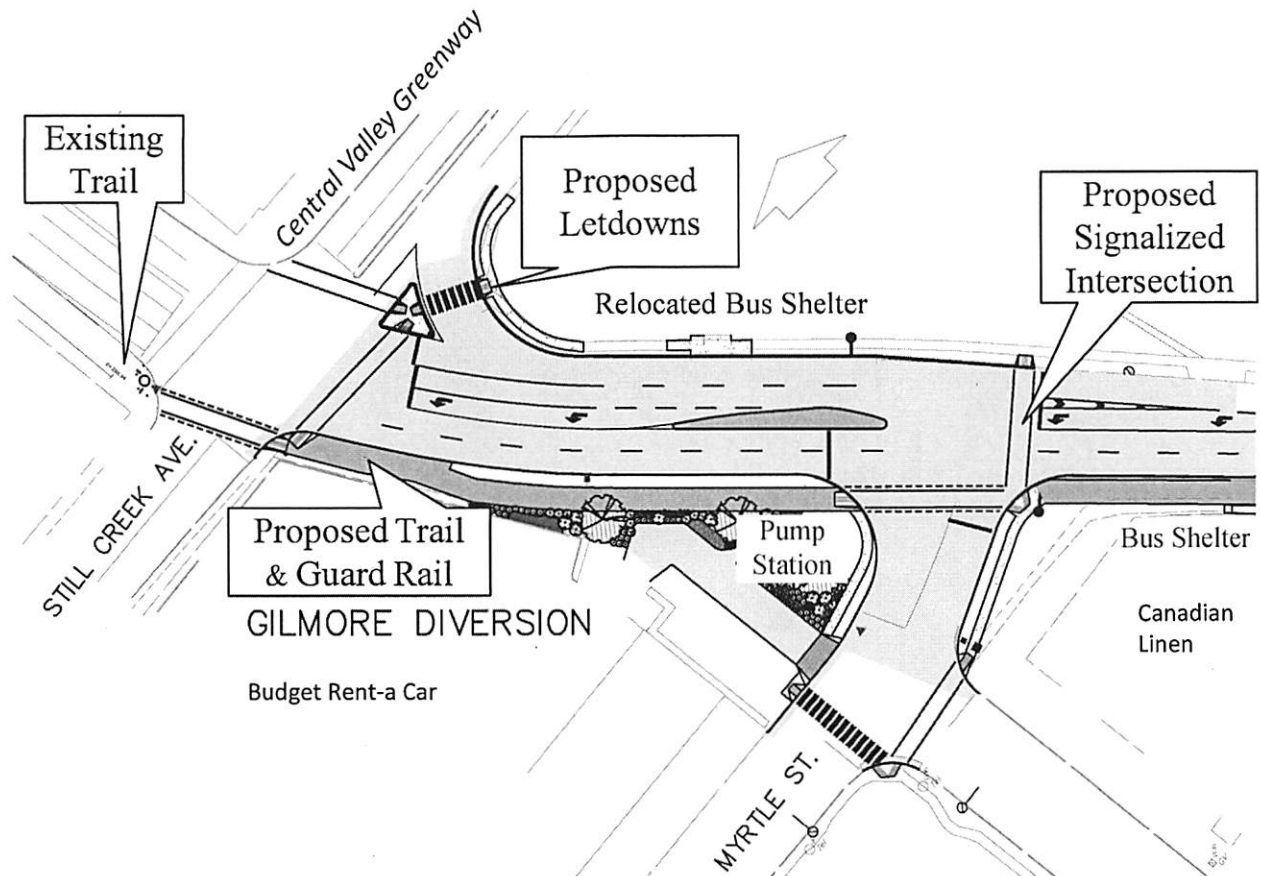 Existing
Trail
Central Valley Greenway
Proposed
Letdowns
Proposed
Signalized
Intersection
Relocated Bus Shelter
STILL CREEK AVE.
Proposed Trail
& Guard Rail
Pump
Station
Bus Shelter
GILMORE DIVERSION
Canadian
Linen
Budget Rent-a Car
MYRTLE ST.